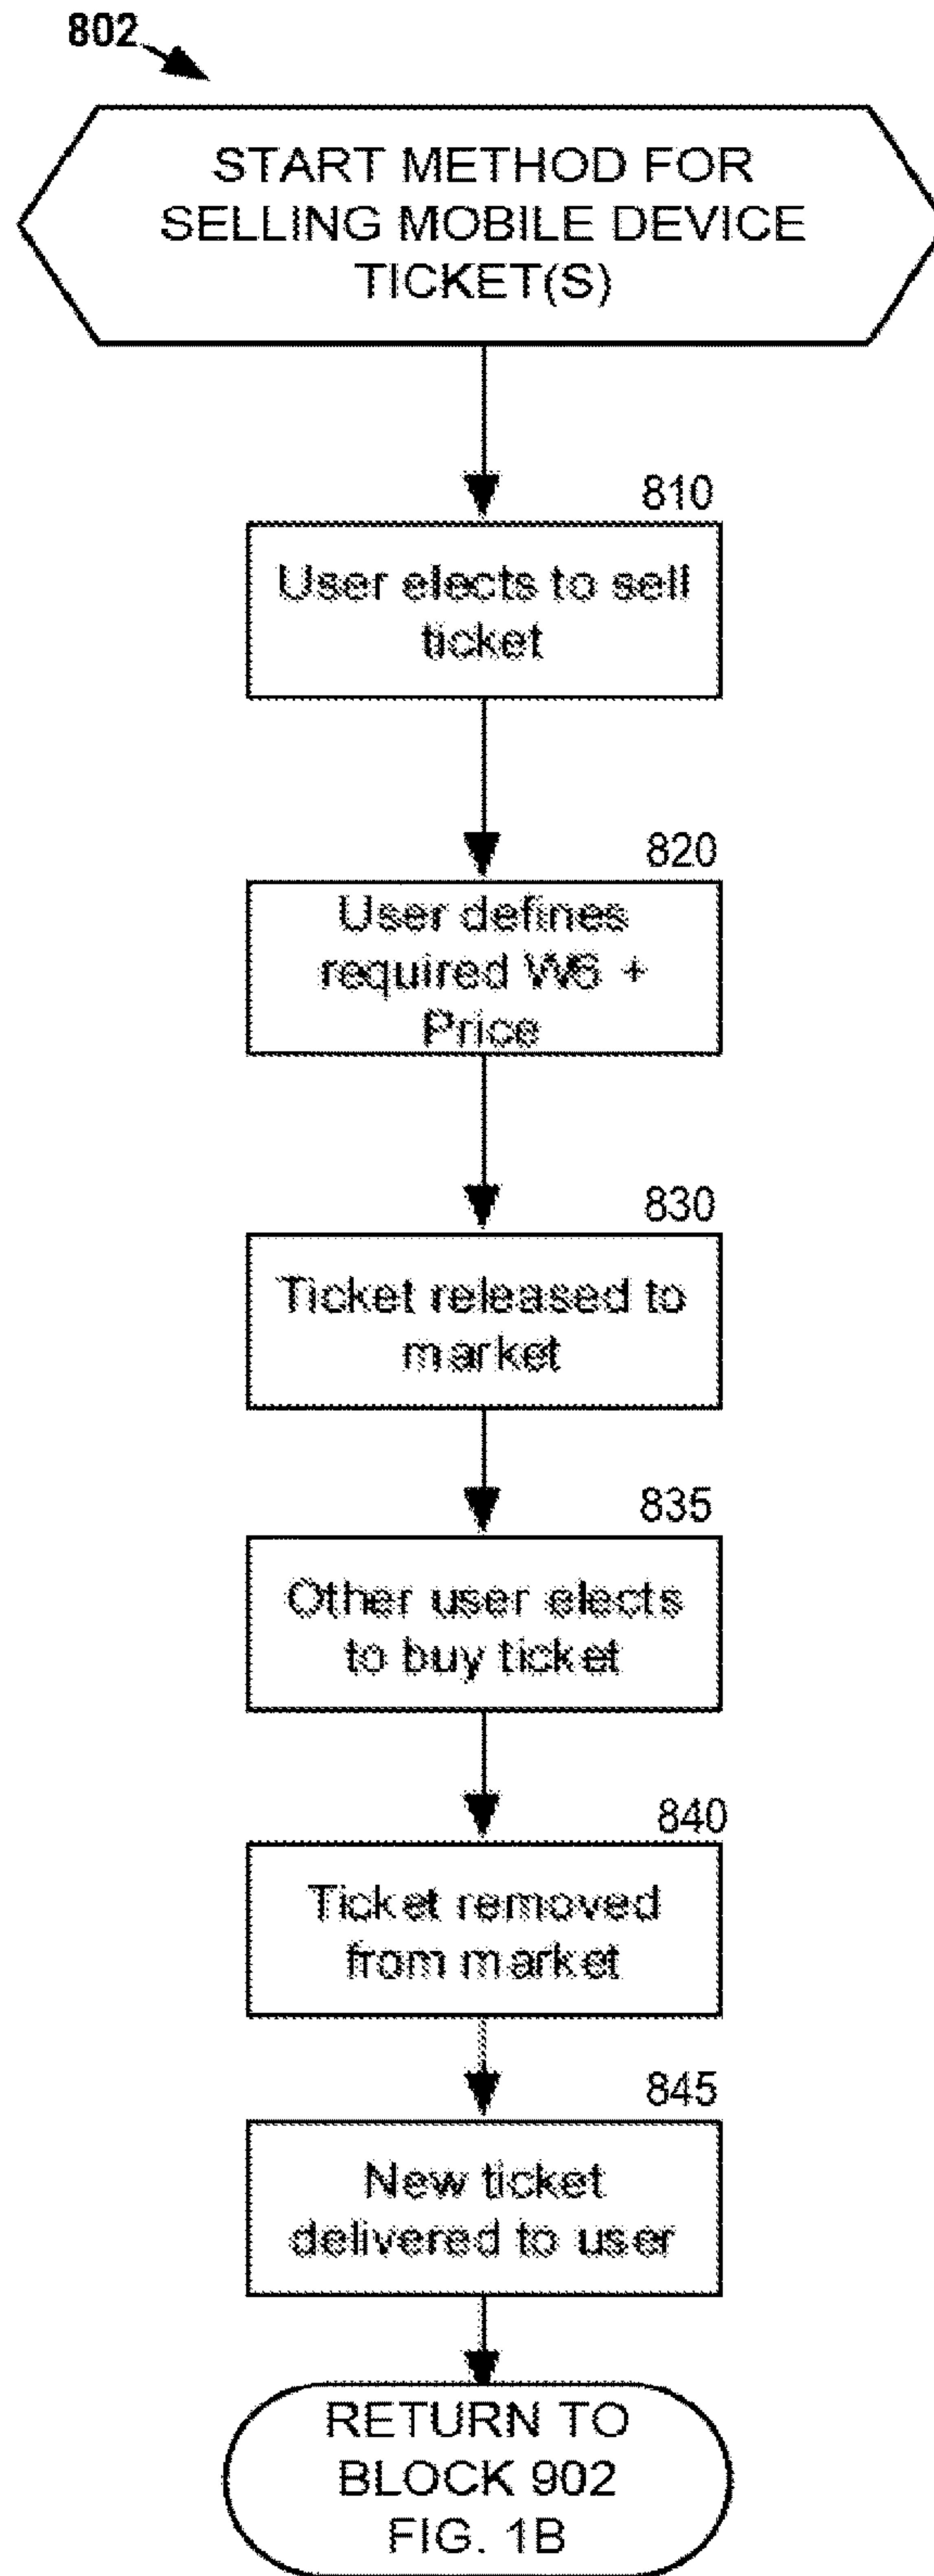 802
START METHOD FOR
SELLING MOBILE DEVICE
TICKET(S)
810
User elects to sell
ticket
820
User defines
required W6 +
Price
830
Ticket released to
market
835
Other user elects
to buy ticket
840
Ticket removed
from market
845
New ticket
delivered to user
RETURN TO
BLOCK 902
FIG. 1B